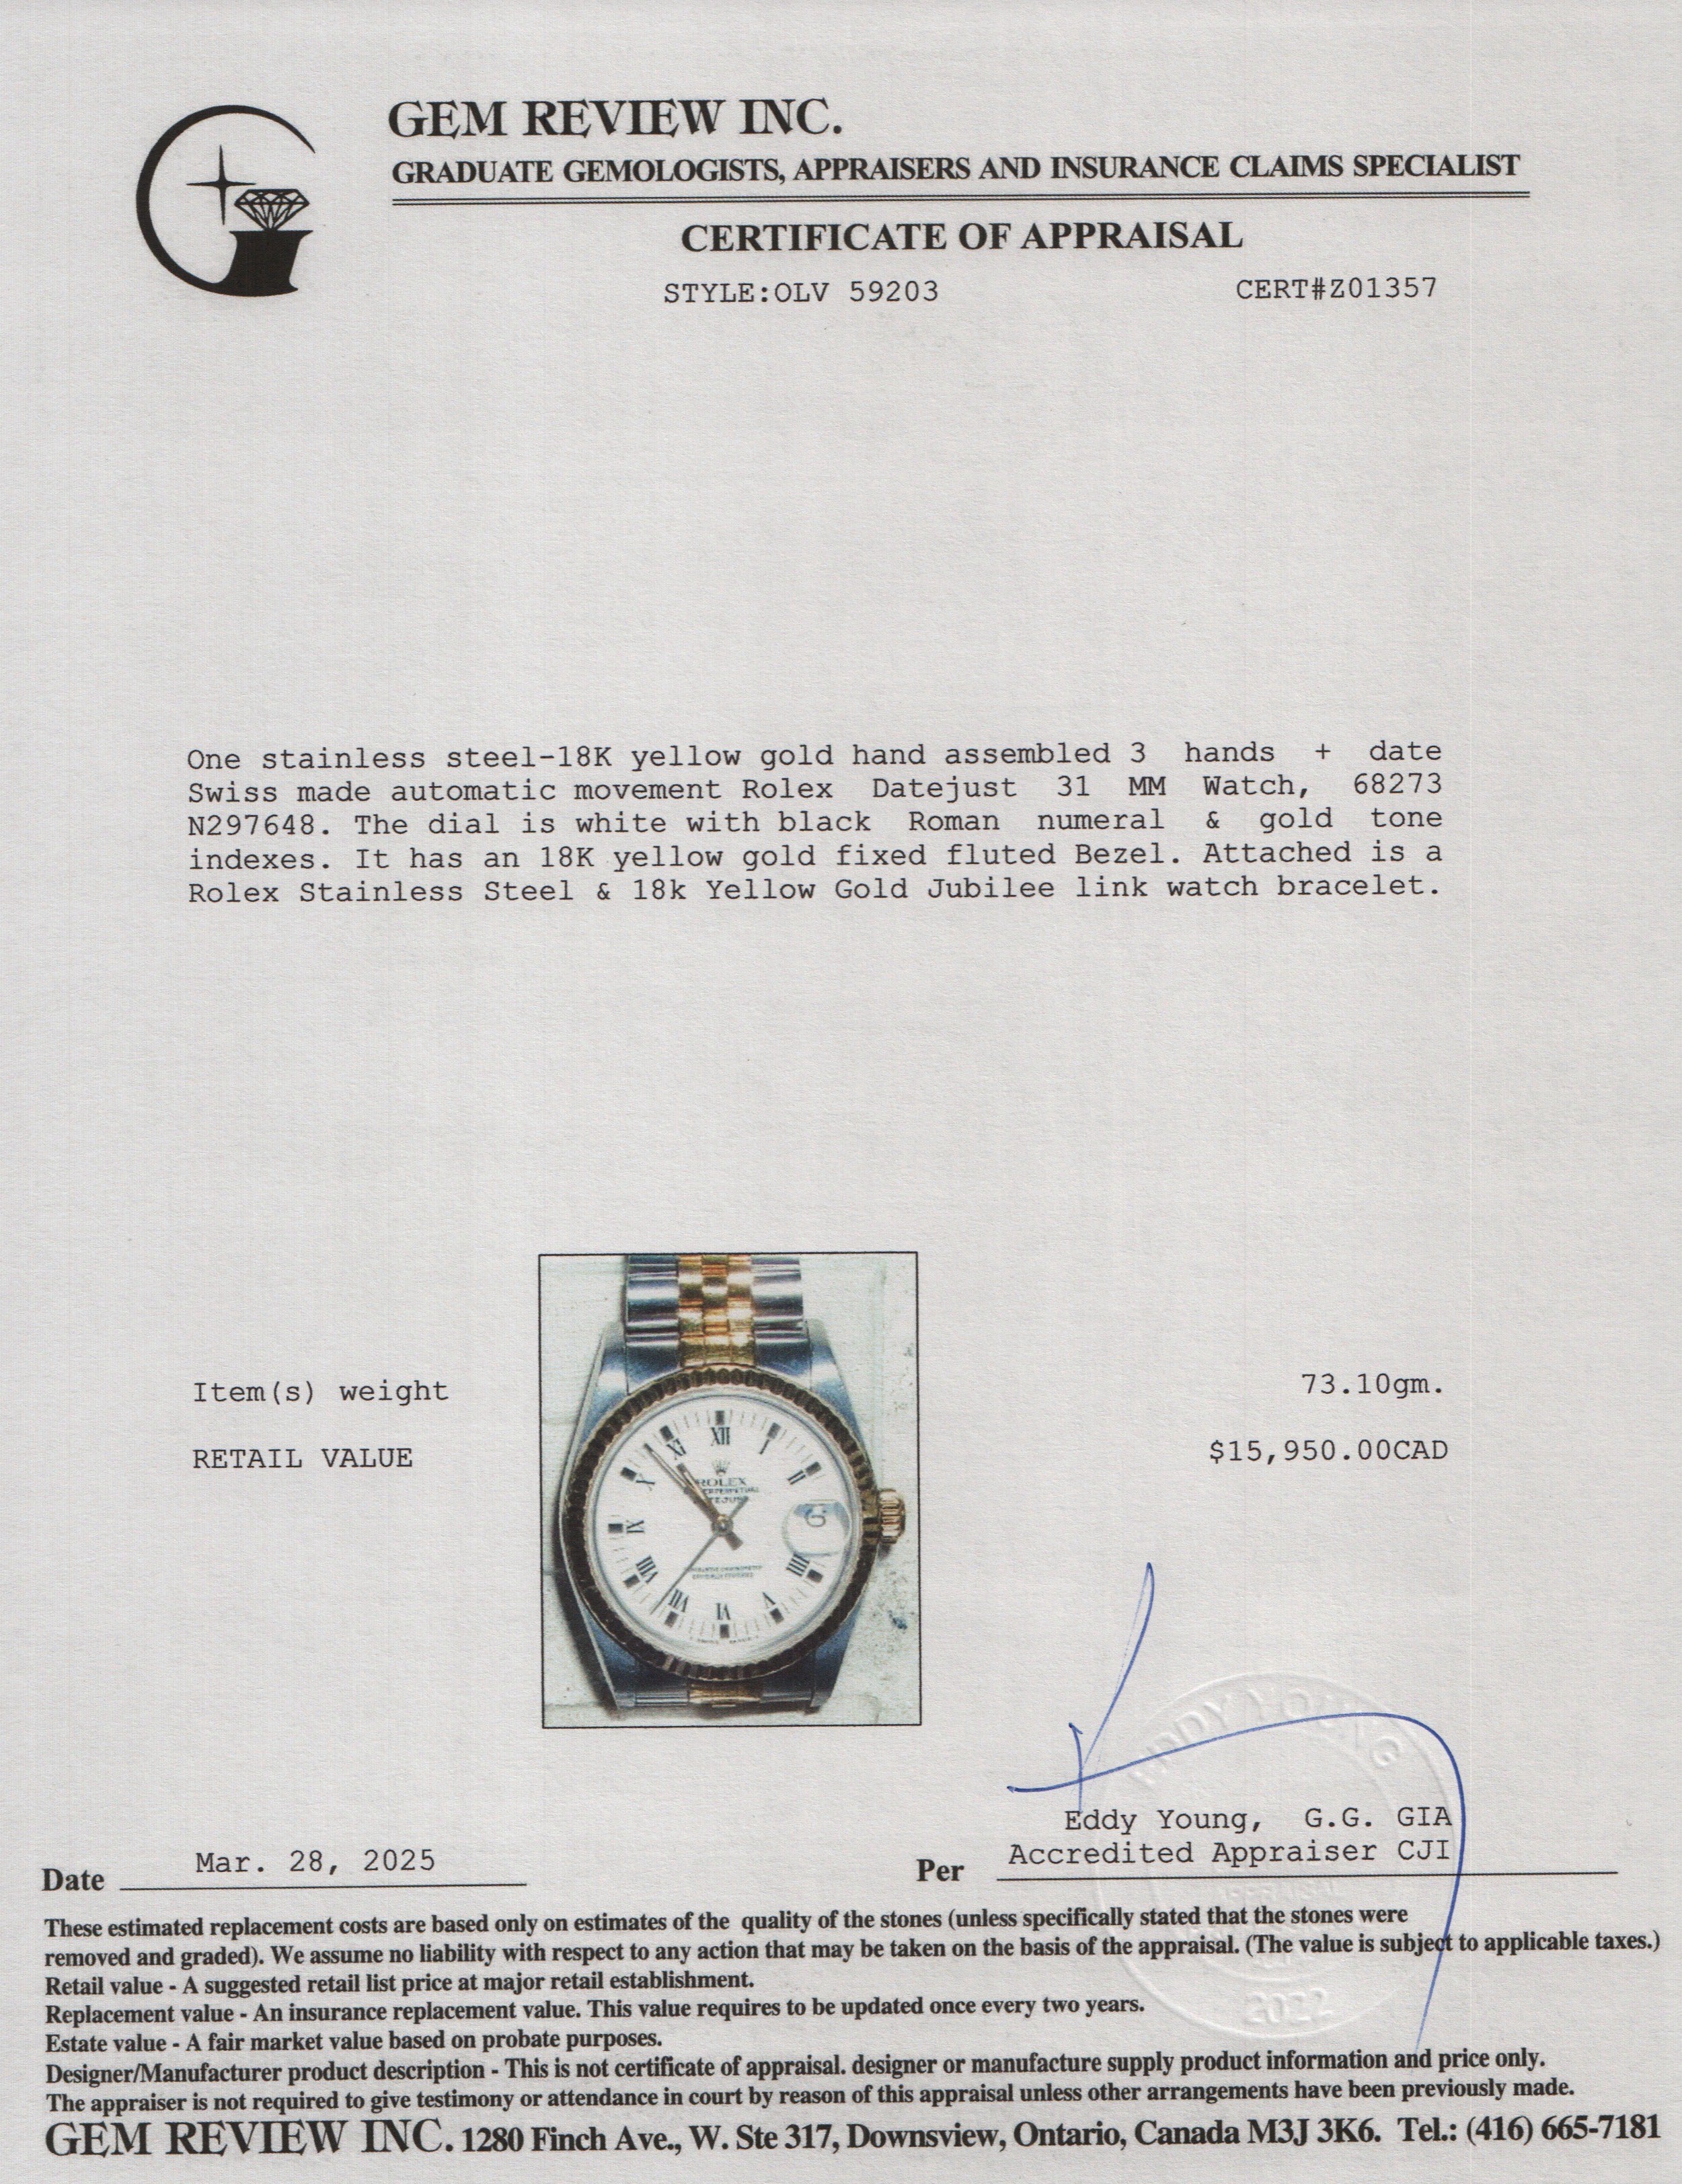 GEM REVIEW INC.
GRADUATE GEMOLOGISTS, APPRAISERS AND INSURANCE CLAIMS SPECIALIST
CERTIFICATE OF APPRAISAL
STYLE:OLV 59203 CERT#Z01357
One stainless steel-18K yellow gold hand assembled 3 hands + date
Swiss made automatic movement Rolex Datejust 31 MM Watch, 68273
N297648. The dial is white with black Roman numeral & gold tone
indexes. It has an 18K yellow gold fixed fluted Bezel. Attached is a
Rolex Stainless Steel & 18k Yellow Gold Jubilee link watch bracelet.
XII
I
II
III
V
VI
VII
VIII
IX
X
XI
ROLEX
Item(s) weight 73.10gm.
RETAIL VALUE $15,950.00CAD
EDDY YOUNG
Eddy Young, G.G. GIA
Accredited Appraiser CJI
Date Mar. 28, 2025 Per
2022
These estimated replacement costs are based only on estimates of the quality of the stones (unless specifically stated that the stones were
removed and graded). We assume no liability with respect to any action that may be taken on the basis of the appraisal. (The value is subject to applicable taxes.)
Retail value - A suggested retail list price at major retail establishment.
Replacement value - An insurance replacement value. This value requires to be updated once every two years.
Estate value - A fair market value based on probate purposes.
Designer/Manufacturer product description - This is not certificate of appraisal. designer or manufacture supply product information and price only.
The appraiser is not required to give testimony or attendance in court by reason of this appraisal unless other arrangements have been previously made.
GEM REVIEW INC. 1280 Finch Ave., W. Ste 317, Downsview, Ontario, Canada M3J 3K6. Tel.: (416) 665-7181